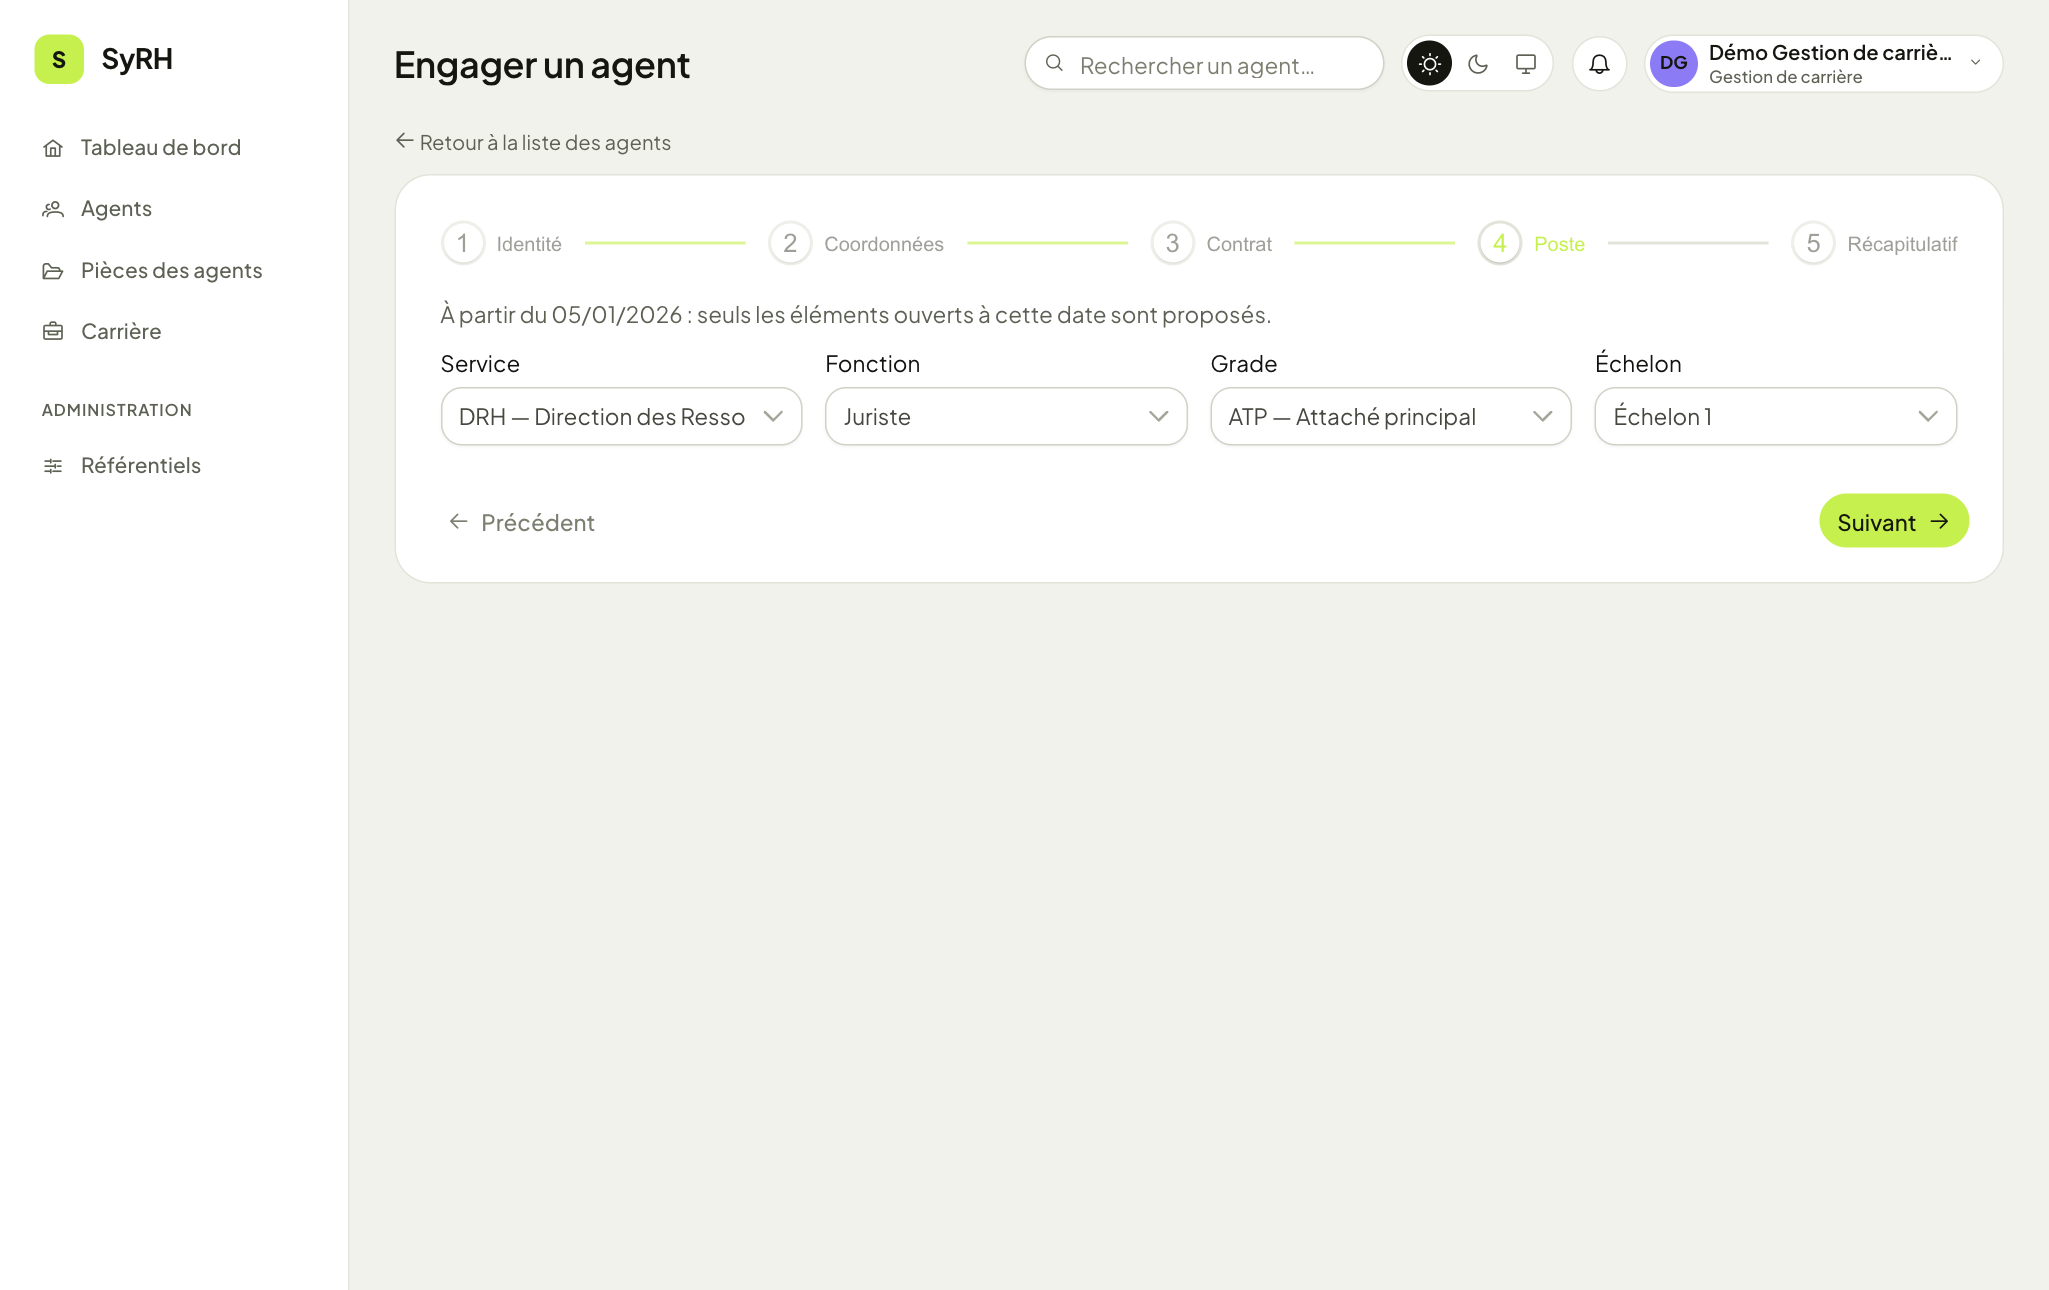 S SyRH
Tableau de bord
Agents
Pièces des agents
Carrière
ADMINISTRATION
Référentiels
Engager un agent
Rechercher un agent...
DG
Démo Gestion de carriè...
Gestion de carrière
← Retour à la liste des agents
1 Identité
2 Coordonnées
3 Contrat
4 Poste
5 Récapitulatif
À partir du 05/01/2026 : seuls les éléments ouverts à cette date sont proposés.
Service
DRH — Direction des Resso
Fonction
Juriste
Grade
ATP — Attaché principal
Échelon
Échelon 1
← Précédent
Suivant →